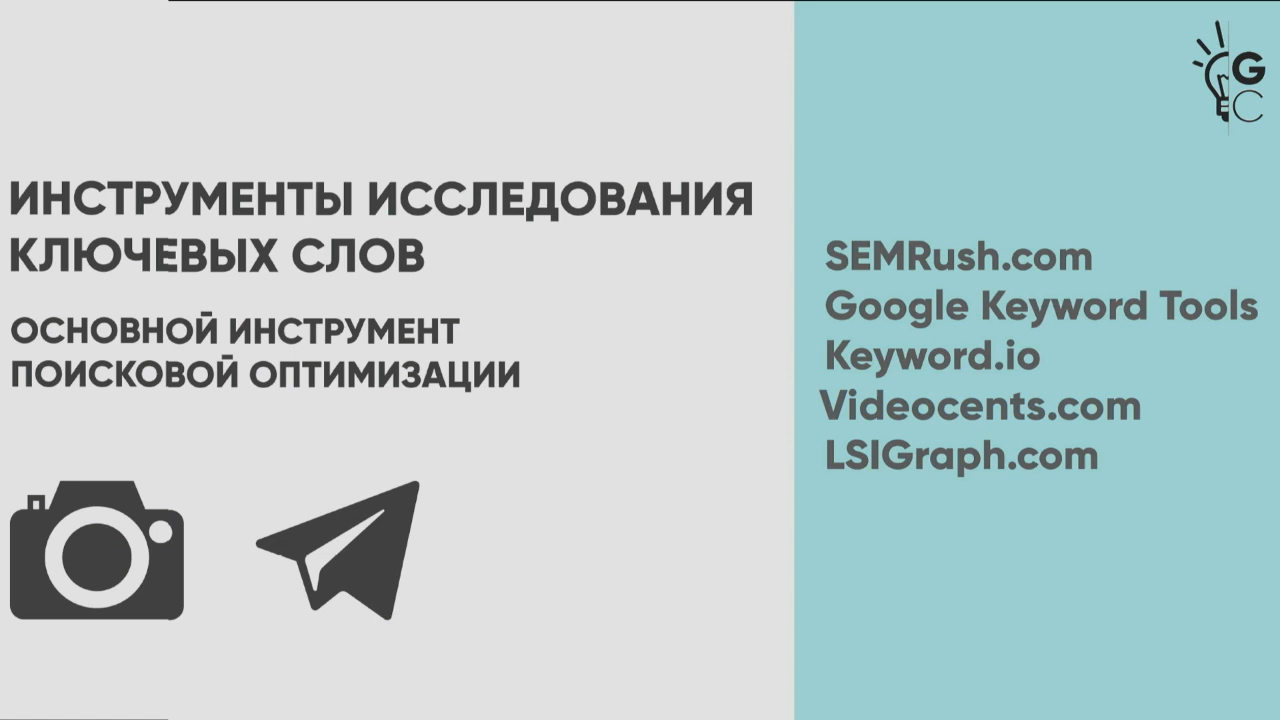 ИНСТРУМЕНТЫ ИССЛЕДОВАНИЯ
КЛЮЧЕВЫХ СЛОВ
ОСНОВНОЙ ИНСТРУМЕНТ
ПОИСКОВОЙ ОПТИМИЗАЦИИ
GC
SEMRush.com
Google Keyword Tools
Keyword.io
Videocents.com
LSIGraph.com